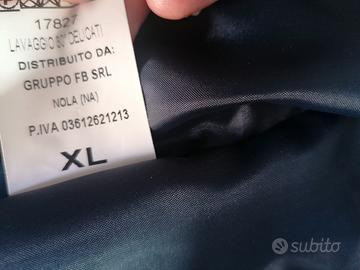 17827
LAVAGGIO 30° DELICATI
DISTRIBUITO DA:
GRUPPO FB SRL
NOLA (NA)
P.IVA 03612621213
XL
subito